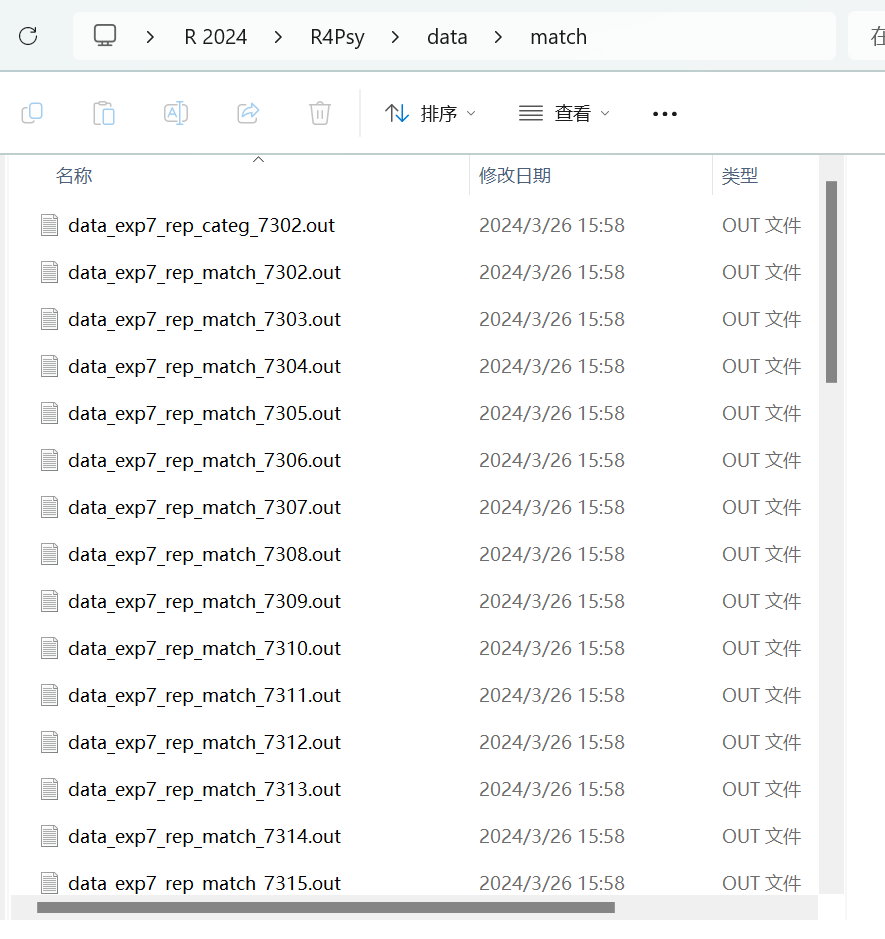 R 2024 > R4Psy > data > match 在
排序 查看 •••
名称 修改日期 类型
data_exp7_rep_categ_7302.out 2024/3/26 15:58 OUT 文件
data_exp7_rep_match_7302.out 2024/3/26 15:58 OUT 文件
data_exp7_rep_match_7303.out 2024/3/26 15:58 OUT 文件
data_exp7_rep_match_7304.out 2024/3/26 15:58 OUT 文件
data_exp7_rep_match_7305.out 2024/3/26 15:58 OUT 文件
data_exp7_rep_match_7306.out 2024/3/26 15:58 OUT 文件
data_exp7_rep_match_7307.out 2024/3/26 15:58 OUT 文件
data_exp7_rep_match_7308.out 2024/3/26 15:58 OUT 文件
data_exp7_rep_match_7309.out 2024/3/26 15:58 OUT 文件
data_exp7_rep_match_7310.out 2024/3/26 15:58 OUT 文件
data_exp7_rep_match_7311.out 2024/3/26 15:58 OUT 文件
data_exp7_rep_match_7312.out 2024/3/26 15:58 OUT 文件
data_exp7_rep_match_7313.out 2024/3/26 15:58 OUT 文件
data_exp7_rep_match_7314.out 2024/3/26 15:58 OUT 文件
data_exp7_rep_match_7315.out 2024/3/26 15:58 OUT 文件